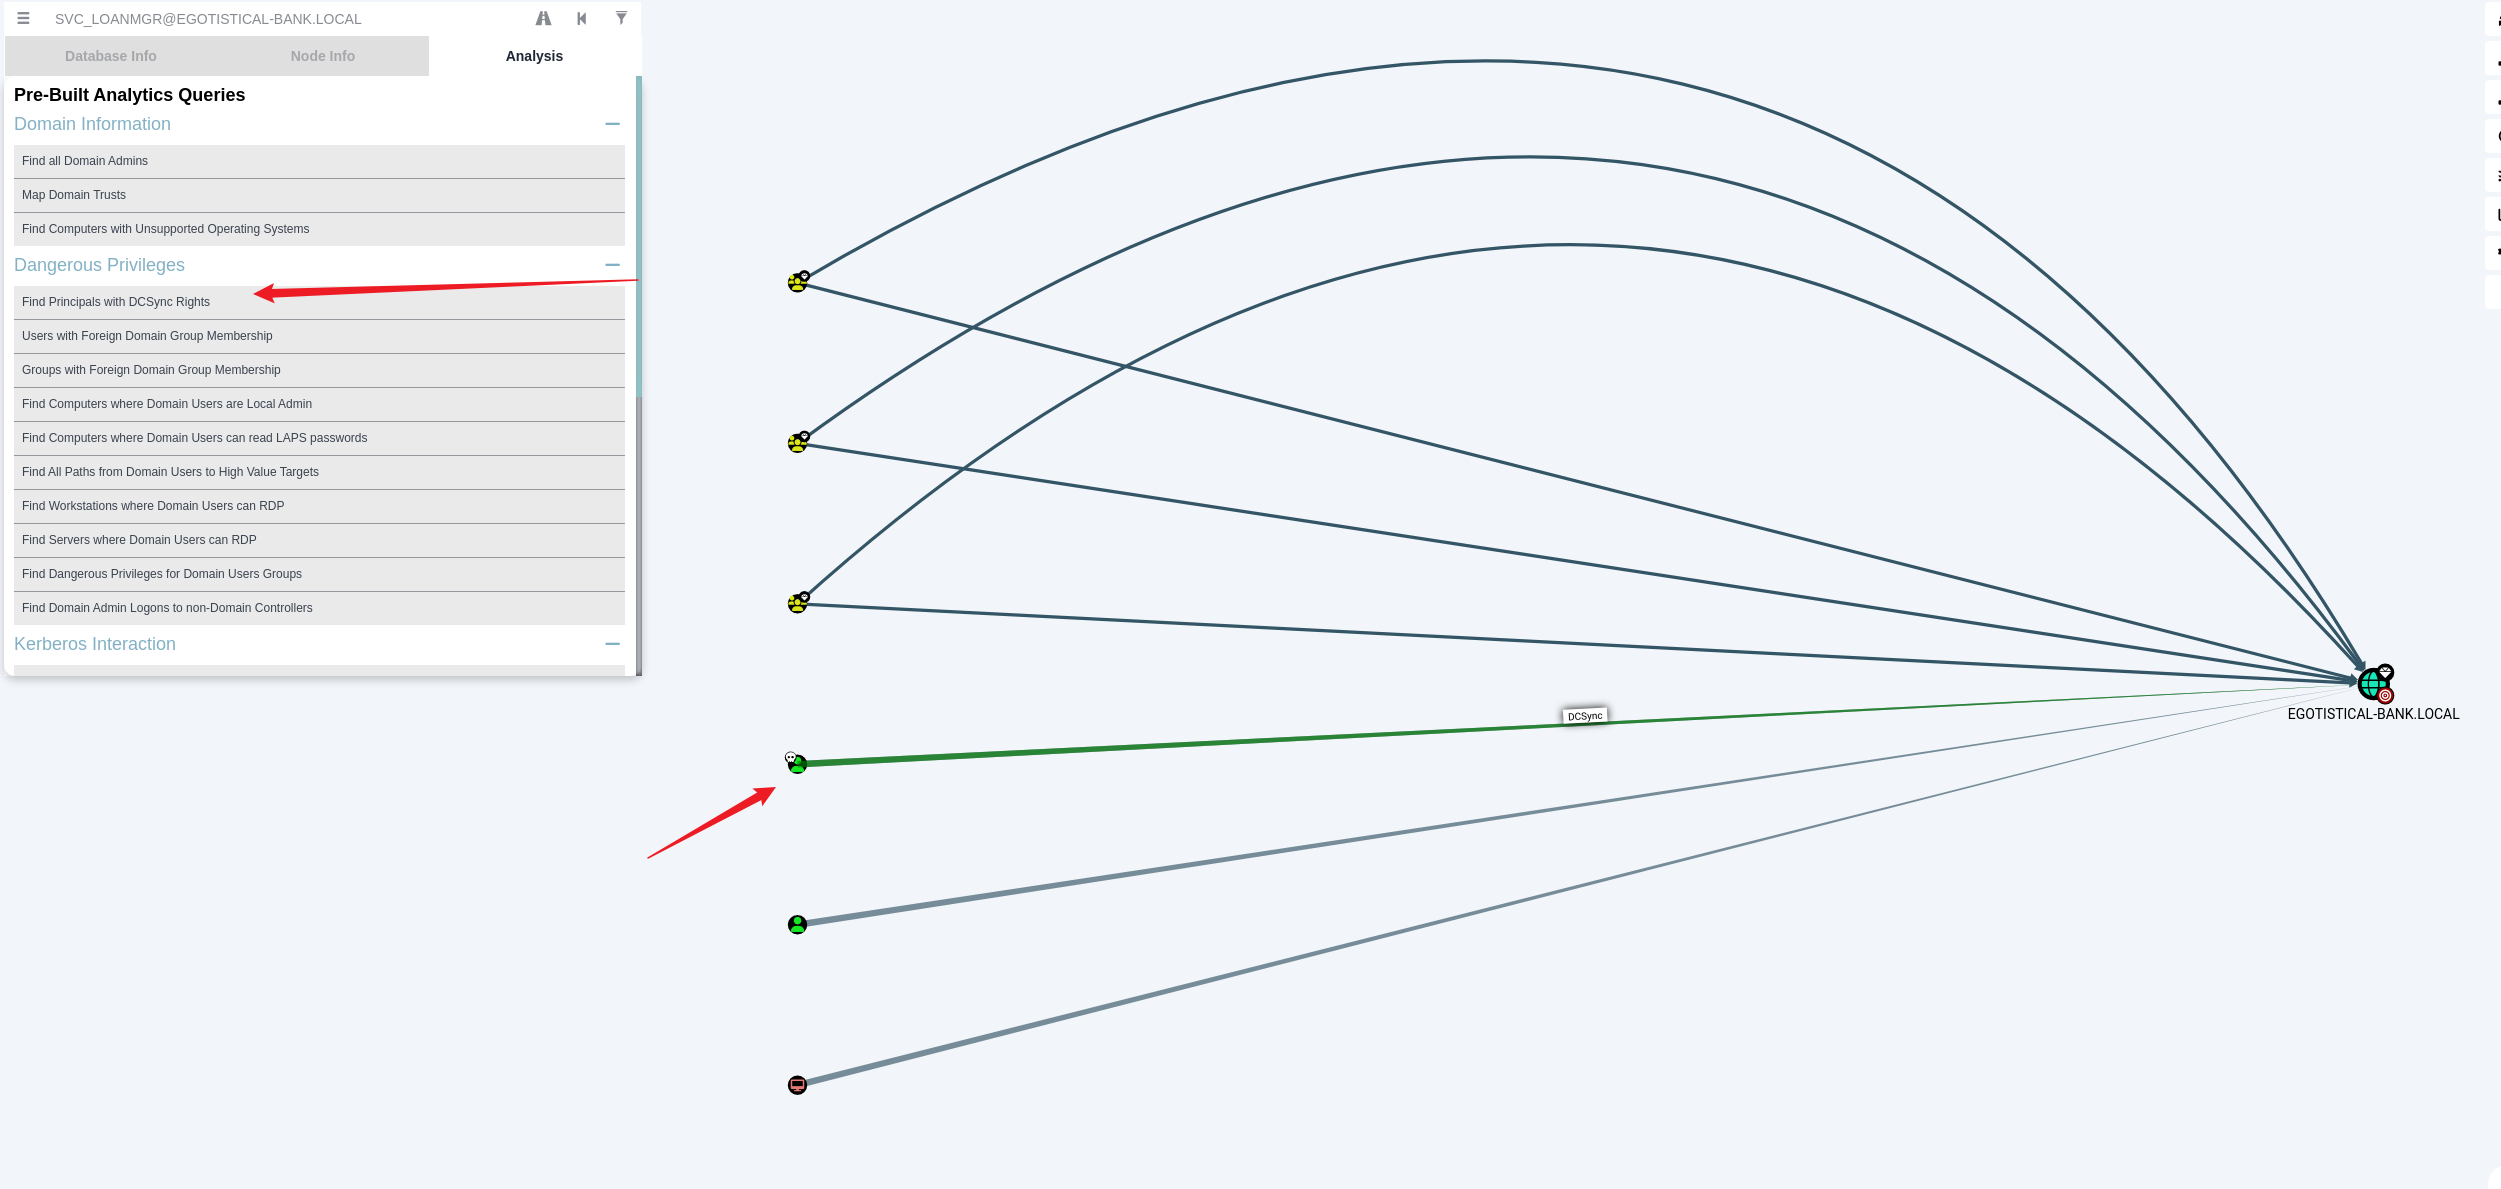 SVC_LOANMGR@EGOTISTICAL-BANK.LOCAL
Database Info
Node Info
Analysis
Pre-Built Analytics Queries
Domain Information
Find all Domain Admins
Map Domain Trusts
Find Computers with Unsupported Operating Systems
Dangerous Privileges
Find Principals with DCSync Rights
Users with Foreign Domain Group Membership
Groups with Foreign Domain Group Membership
Find Computers where Domain Users are Local Admin
Find Computers where Domain Users can read LAPS passwords
Find All Paths from Domain Users to High Value Targets
Find Workstations where Domain Users can RDP
Find Servers where Domain Users can RDP
Find Dangerous Privileges for Domain Users Groups
Find Domain Admin Logons to non-Domain Controllers
Kerberos Interaction
DCSync
EGOTISTICAL-BANK.LOCAL